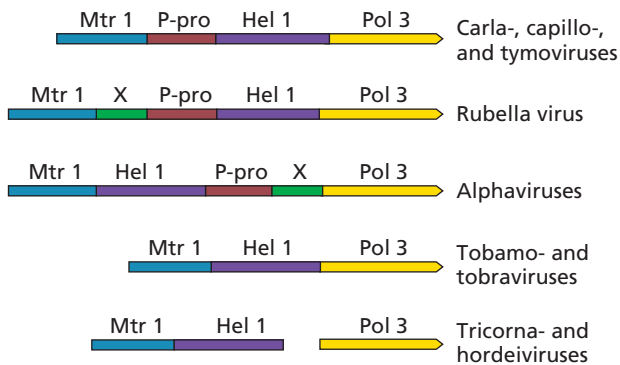 Mtr 1 P-pro Hel 1 Pol 3
Carla-, capillo-,
and tymoviruses
Mtr 1 X P-pro Hel 1 Pol 3
Rubella virus
Mtr 1 Hel 1 P-pro X Pol 3
Alphaviruses
Mtr 1 Hel 1 Pol 3
Tobamo- and
tobraviruses
Mtr 1 Hel 1 Pol 3
Tricorna- and
hordeiviruses